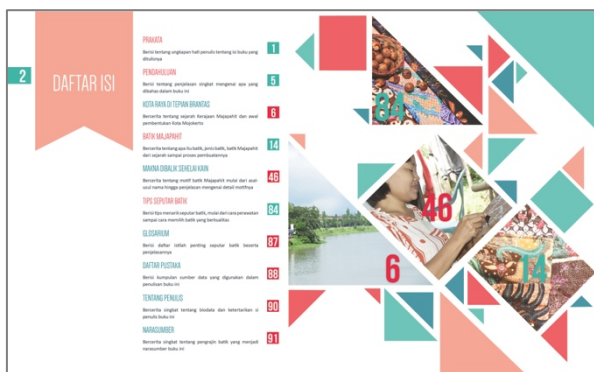 2
DAFTAR ISI
PRAKATA
Berisi tentang ungkapan hati penulis tentang isi buku yang
ditulisnya
1
PENDAHULUAN
Berisi tentang penjelasan singkat mengenai apa yang
dibahas dalam buku ini
5
KOTA RAYA DI TEPIAN BRANTAS
Bercerita tentang sejarah Kerajaan Majapahit dan awal
pembentukan Kota Mojokerto
6
BATIK MAJAPAHIT
Bercerita tentang apa itu batik, jenis batik, batik Majapahit
dari sejarah sampai proses pembuatannya
14
MAKNA DIBALIK SEHELAI KAIN
Bercerita tentang motif batik Majapahit mulai dari asal-
usul nama hingga penjelasan mengenai detail motifnya
46
TIPS SEPUTAR BATIK
Berisi tips menarik seputar batik, mulai dari cara perawatan
sampai cara memilih batik yang berkualitas
84
GLOSARIUM
Berisi daftar istilah penting seputar batik beserta
penjelasannya
87
DAFTAR PUSTAKA
Berisi kumpulan sumber data yang digunakan dalam
penulisan buku ini
88
TENTANG PENULIS
Bercerita singkat tentang biodata dan ketertarikan si
penulis buku ini
90
NARASUMBER
Bercerita singkat tentang pengrajin batik yang menjadi
narasumber buku ini
91
84
46
6
14